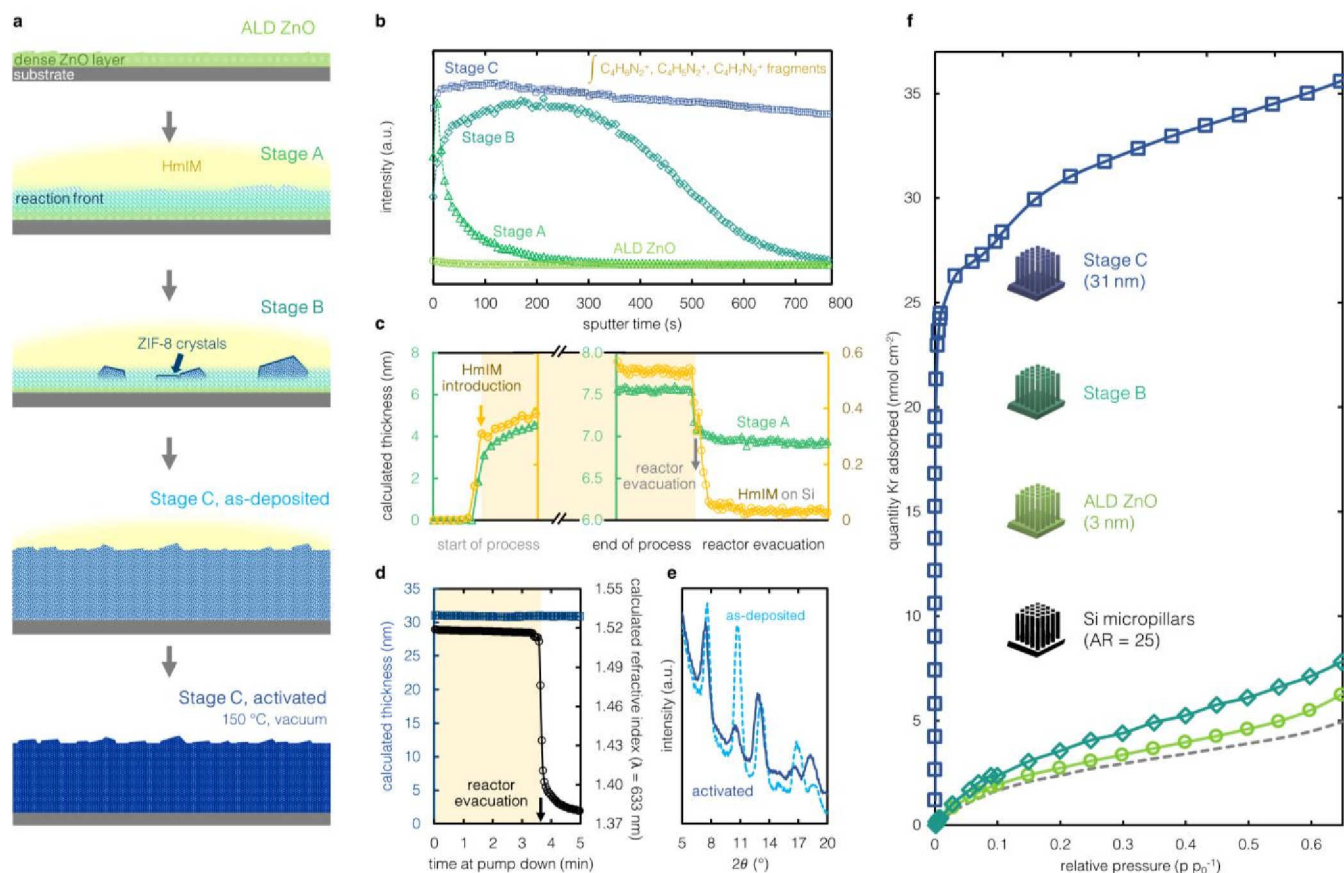 a
ALD ZnO
dense ZnO layer
substrate
Stage A
HmIM
reaction front
Stage B
ZIF-8 crystals
Stage C, as-deposited
Stage C, activated
150 °C, vacuum
b
Stage C
∫ C₄H₆N₂⁺, C₄H₅N₂⁺, C₄H₇N₂⁺ fragments
Stage B
Stage A
ALD ZnO
intensity (a.u.)
0 100 200 300 400 500 600 700 800
sputter time (s)
c
calculated thickness (nm)
8
6
4
2
0
HmIM
introduction
8.0
7.5
7.0
6.5
6.0
Stage A
reactor
evacuation
HmIM on Si
0.6
0.4
0.2
0
start of process
end of process
reactor evacuation
d
calculated thickness (nm)
35
30
25
20
15
10
5
0
reactor
evacuation
1.55
1.52
1.49
1.46
1.43
1.40
1.37
calculated refractive index (λ = 633 nm)
0 1 2 3 4 5
time at pump down (min)
e
as-deposited
activated
intensity (a.u.)
5 8 11 14 17 20
2θ (°)
f
quantity Kr adsorbed (nmol cm⁻²)
35
30
25
20
15
10
5
0
Stage C
(31 nm)
Stage B
ALD ZnO
(3 nm)
Si micropillars
(AR = 25)
0 0.1 0.2 0.3 0.4 0.5 0.6
relative pressure (p p₀⁻¹)